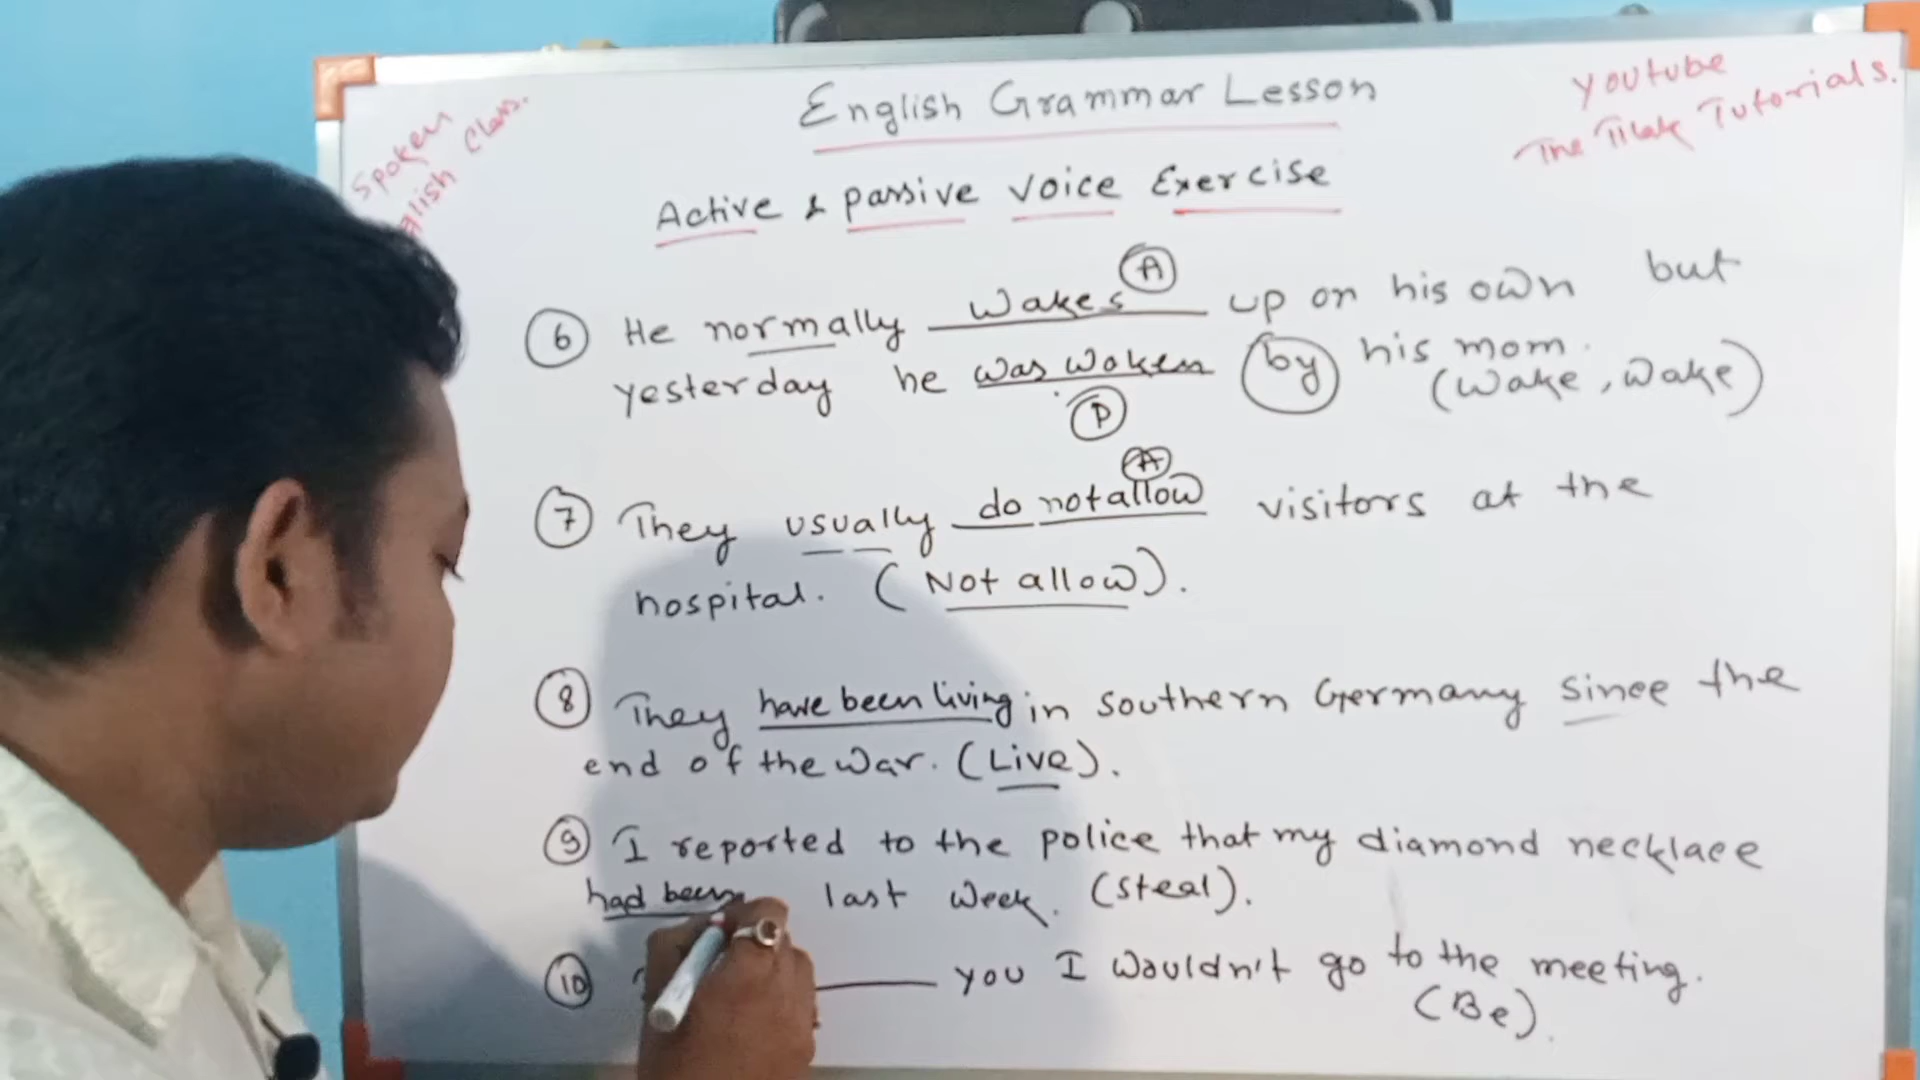 Spoken
glish Class.
English Grammar Lesson
Youtube
The Tilak Tutorials.
Active & passive voice Exercise
6 He normally wakes A up on his own but
yesterday he was woken by his mom.
P (wake, wake)
A
7 They usually do not allow visitors at the
hospital. (Not allow).
8 They have been living in southern Germany since the
end of the war. (Live).
9 I reported to the police that my diamond necklace
had been last week. (steal).
10 you I wouldn't go to the meeting.
(Be).